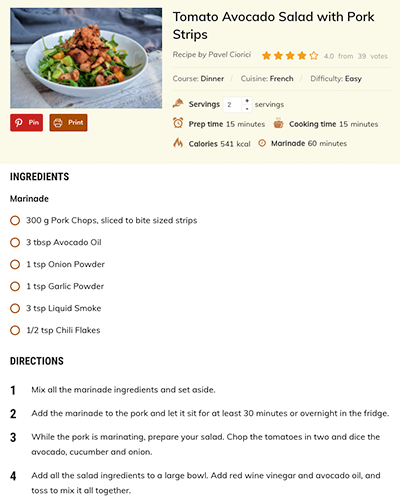 Tomato Avocado Salad with Pork
Strips
Recipe by Pavel Ciorici
4.0 from 39 votes
Course: Dinner / Cuisine: French / Difficulty: Easy
Servings 2 servings
Pin
Print
Prep time 15 minutes
Cooking time 15 minutes
Calories 541 kcal
Marinade 60 minutes
INGREDIENTS
Marinade
300 g Pork Chops, sliced to bite sized strips
3 tbsp Avocado Oil
1 tsp Onion Powder
1 tsp Garlic Powder
3 tsp Liquid Smoke
1/2 tsp Chili Flakes
DIRECTIONS
1 Mix all the marinade ingredients and set aside.
2 Add the marinade to the pork and let it sit for at least 30 minutes or overnight in the fridge.
3 While the pork is marinating, prepare your salad. Chop the tomatoes in two and dice the
avocado, cucumber and onion.
4 Add all the salad ingredients to a large bowl. Add red wine vinegar and avocado oil, and
toss to mix it all together.